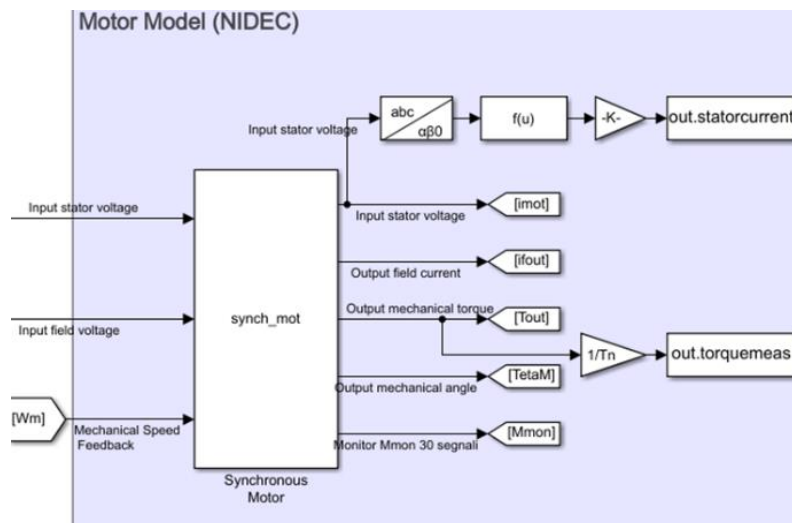 Motor Model (NIDEC)
abc
αβ0
f(u)
-K-
out.statorcurrent
Input stator voltage
Input stator voltage
Input stator voltage
[imot]
Output field current
[ifout]
Input field voltage
synch_mot
Output mechanical torque
[Tout]
1/Tn
out.torquemeas
Output mechanical angle
[TetaM]
[Wm]
Mechanical Speed
Feedback
Monitor Mmon 30 segnali
[Mmon]
Synchronous
Motor